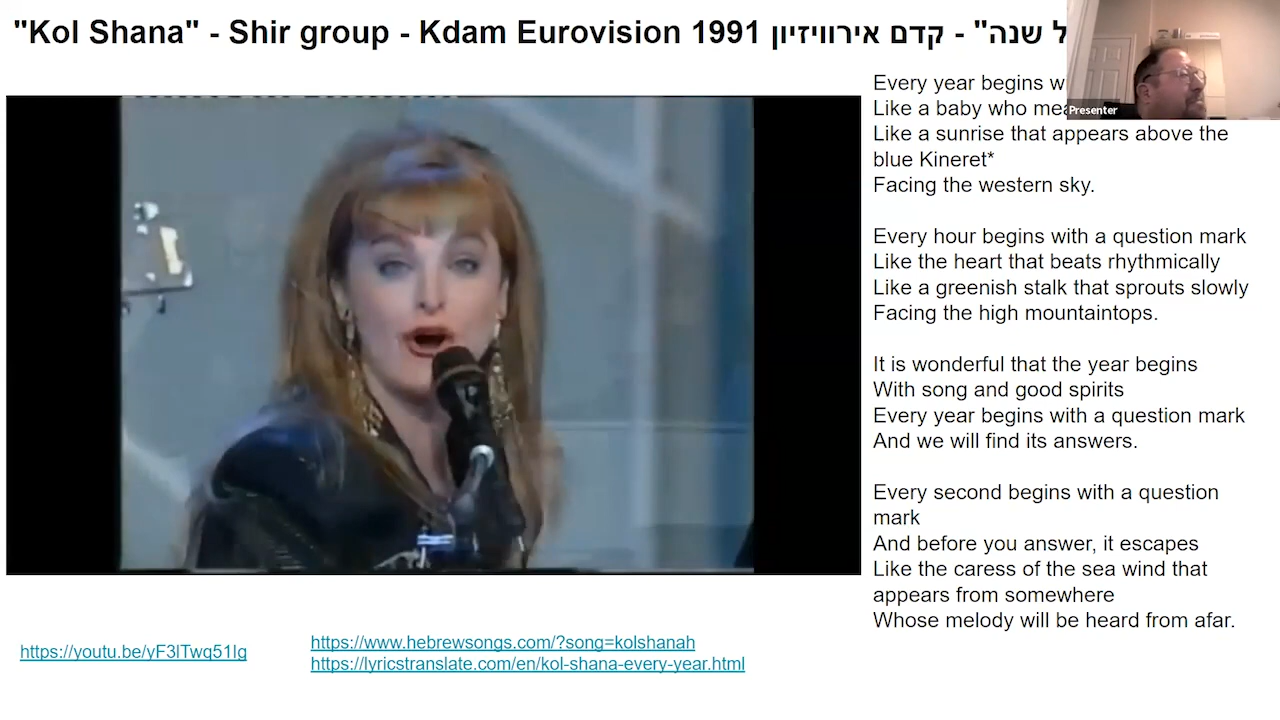 "Kol Shana" - Shir group - Kdam Eurovision 1991 ל שנה" - קדם אירוויזיון
Presenter
Every year begins
Like a baby who
Like a sunrise that appears above the
blue Kineret*
Facing the western sky.
Every hour begins with a question mark
Like the heart that beats rhythmically
Like a greenish stalk that sprouts slowly
Facing the high mountaintops.
It is wonderful that the year begins
With song and good spirits
Every year begins with a question mark
And we will find its answers.
Every second begins with a question
mark
And before you answer, it escapes
Like the caress of the sea wind that
appears from somewhere
Whose melody will be heard from afar.
https://youtu.be/yF3lTwq51lg
https://www.hebrewsongs.com/?song=kolshanah
https://lyricstranslate.com/en/kol-shana-every-year.html